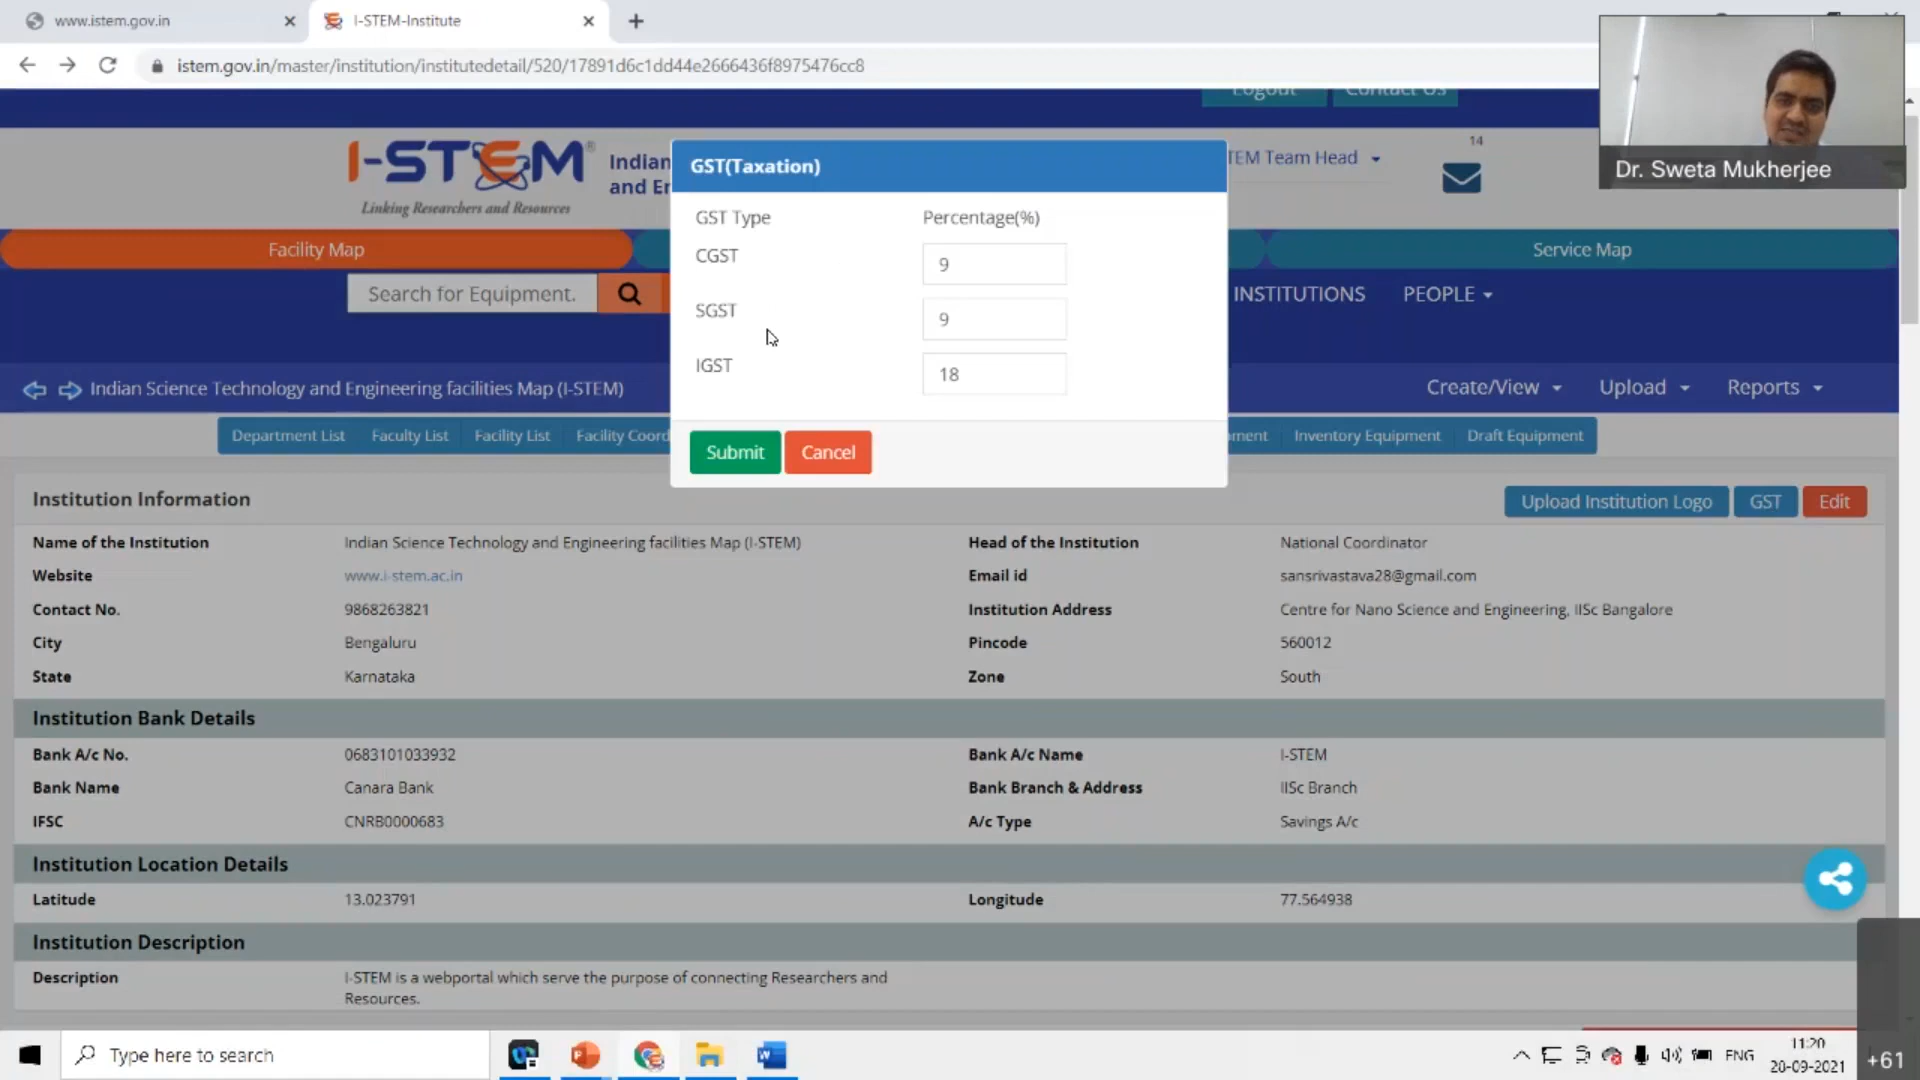 www.istem.gov.in
I-STEM-Institute
istem.gov.in/master/institution/institutedetail/520/17891d6c1dd44e2666436f8975476cc8
Logout
Contact Us
I-STEM®
Linking Researchers and Resources
Indian
and
TEM Team Head
14
Dr. Sweta Mukherjee
GST(Taxation)
GST Type Percentage(%)
CGST 9
SGST 9
IGST 18
Submit Cancel
Facility Map
Service Map
Search for Equipment.
INSTITUTIONS PEOPLE
Indian Science Technology and Engineering facilities Map (I-STEM)
Create/View Upload Reports
Department List Faculty List Facility List Facility Coord
ment Inventory Equipment Draft Equipment
Institution Information
Upload Institution Logo GST Edit
Name of the Institution Indian Science Technology and Engineering facilities Map (I-STEM) Head of the Institution National Coordinator
Website www.i-stem.ac.in Email id sansrivastava28@gmail.com
Contact No. 9868263821 Institution Address Centre for Nano Science and Engineering, IISc Bangalore
City Bengaluru Pincode 560012
State Karnataka Zone South
Institution Bank Details
Bank A/c No. 0683101033932 Bank A/c Name I-STEM
Bank Name Canara Bank Bank Branch & Address IISc Branch
IFSC CNRB0000683 A/c Type Savings A/c
Institution Location Details
Latitude 13.023791 Longitude 77.564938
Institution Description
Description I-STEM is a webportal which serve the purpose of connecting Researchers and
Resources.
Type here to search
ENG
11:20
28-09-2021
+61